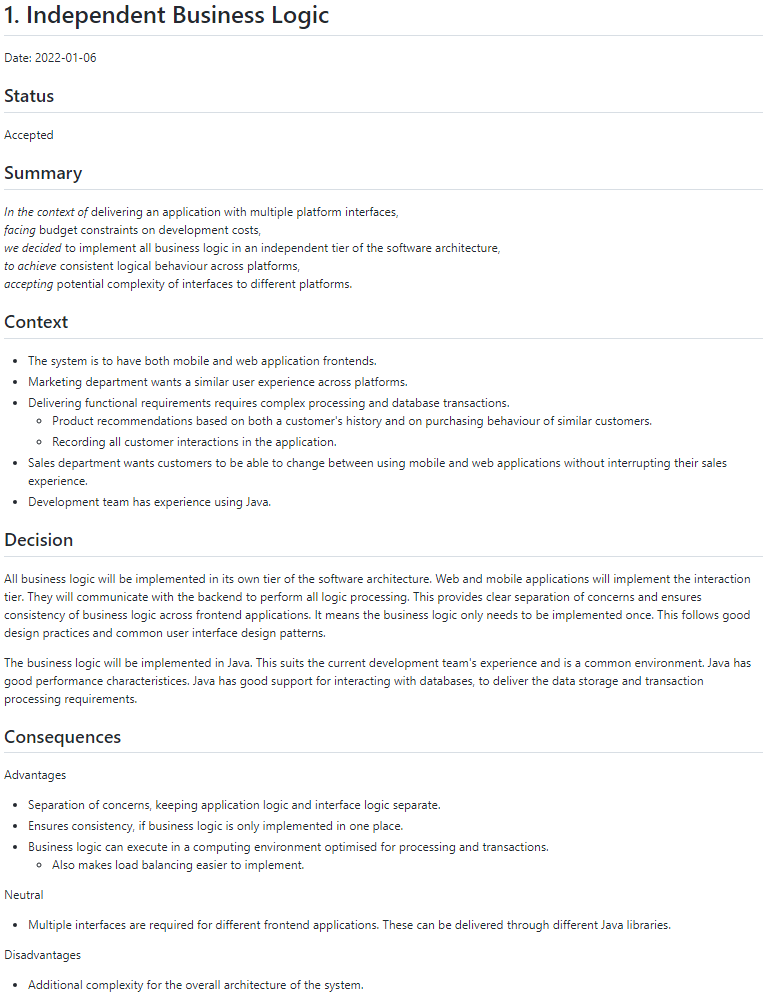 1. Independent Business Logic
Date: 2022-01-06
Status
Accepted
Summary
In the context of delivering an application with multiple platform interfaces,
facing budget constraints on development costs,
we decided to implement all business logic in an independent tier of the software architecture,
to achieve consistent logical behaviour across platforms,
accepting potential complexity of interfaces to different platforms.
Context
• The system is to have both mobile and web application frontends.
• Marketing department wants a similar user experience across platforms.
• Delivering functional requirements requires complex processing and database transactions.
◦ Product recommendations based on both a customer's history and on purchasing behaviour of similar customers.
◦ Recording all customer interactions in the application.
• Sales department wants customers to be able to change between using mobile and web applications without interrupting their sales
experience.
• Development team has experience using Java.
Decision
All business logic will be implemented in its own tier of the software architecture. Web and mobile applications will implement the interaction
tier. They will communicate with the backend to perform all logic processing. This provides clear separation of concerns and ensures
consistency of business logic across frontend applications. It means the business logic only needs to be implemented once. This follows good
design practices and common user interface design patterns.
The business logic will be implemented in Java. This suits the current development team's experience and is a common environment. Java has
good performance characteristices. Java has good support for interacting with databases, to deliver the data storage and transaction
processing requirements.
Consequences
Advantages
• Separation of concerns, keeping application logic and interface logic separate.
• Ensures consistency, if business logic is only implemented in one place.
• Business logic can execute in a computing environment optimised for processing and transactions.
◦ Also makes load balancing easier to implement.
Neutral
• Multiple interfaces are required for different frontend applications. These can be delivered through different Java libraries.
Disadvantages
• Additional complexity for the overall architecture of the system.